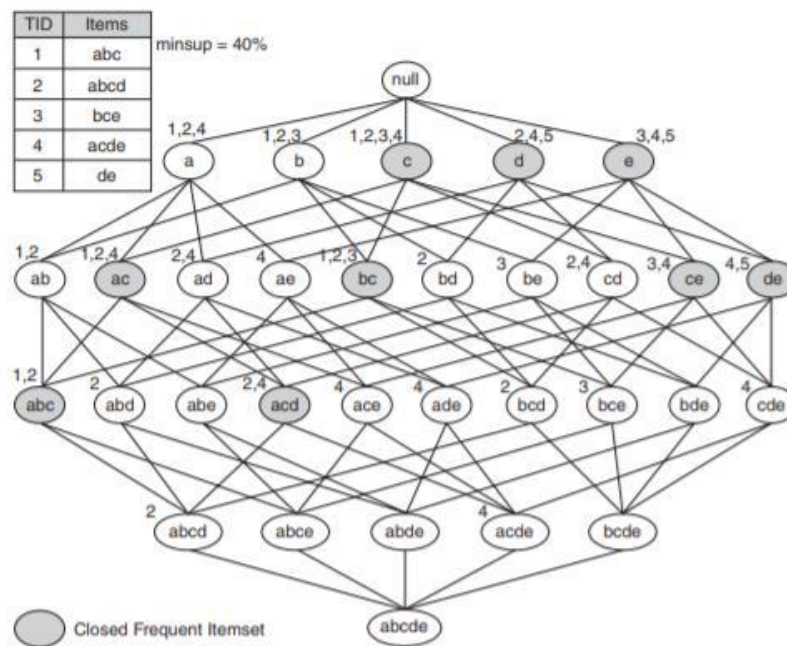 TID Items
1 abc
2 abcd
3 bce
4 acde
5 de
minsup = 40%
null
1,2,4 1,2,3 1,2,3,4 2,4,5 3,4,5
a b c d e
1,2 1,2,4 2,4 4 1,2,3 2 3 2,4 3,4 4,5
ab ac ad ae bc bd be cd ce de
1,2 2 2,4 4 4 2 3 4
abc abd abe acd ace ade bcd bce bde cde
2 4
abcd abce abde acde bcde
abcde
Closed Frequent Itemset